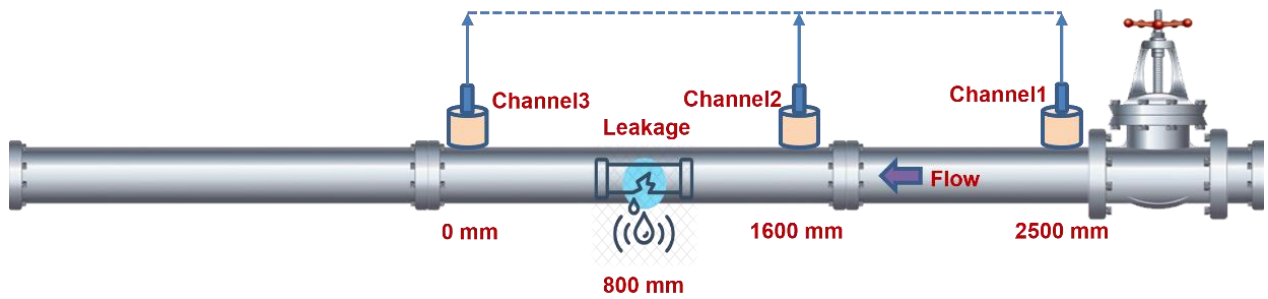 Channel3
Channel2
Channel1
Leakage
Flow
0 mm
1600 mm
2500 mm
800 mm